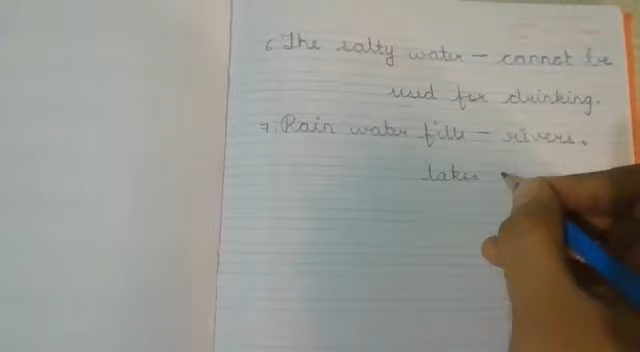 6. The salty water - cannot be
used for drinking.
7. Rain water fills - rivers,
lakes